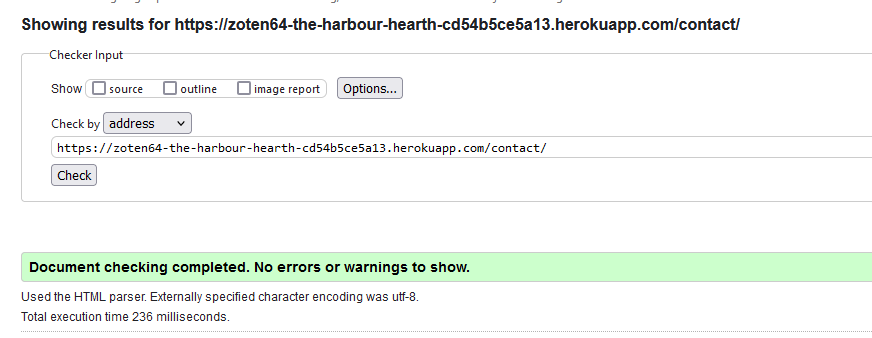 Showing results for https://zoten64-the-harbour-hearth-cd54b5ce5a13.herokuapp.com/contact/
Checker Input
Show source outline image report Options...
Check by address
https://zoten64-the-harbour-hearth-cd54b5ce5a13.herokuapp.com/contact/
Check
Document checking completed. No errors or warnings to show.
Used the HTML parser. Externally specified character encoding was utf-8.
Total execution time 236 milliseconds.